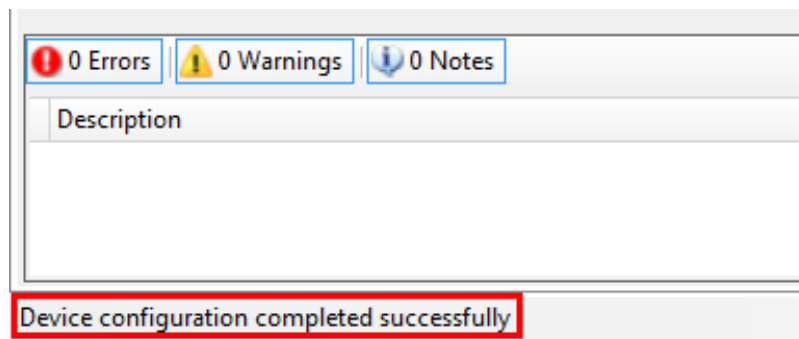 0 Errors 0 Warnings 0 Notes
Description
Device configuration completed successfully